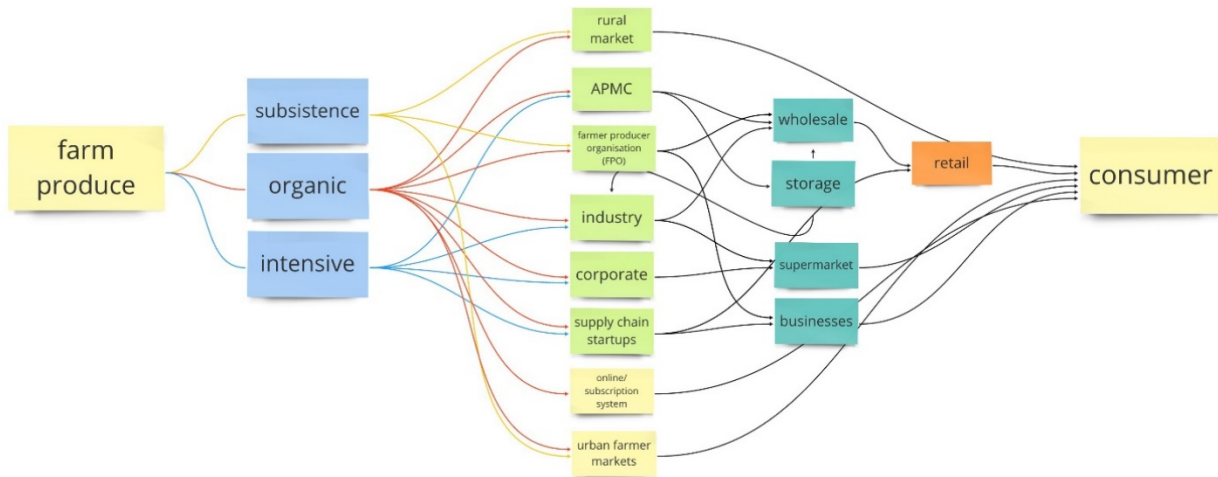 farm
produce
subsistence
organic
intensive
rural
market
APMC
farmer producer
organisation
(FPO)
industry
corporate
supply chain
startups
online/
subscription
system
urban farmer
markets
wholesale
storage
supermarket
businesses
retail
consumer